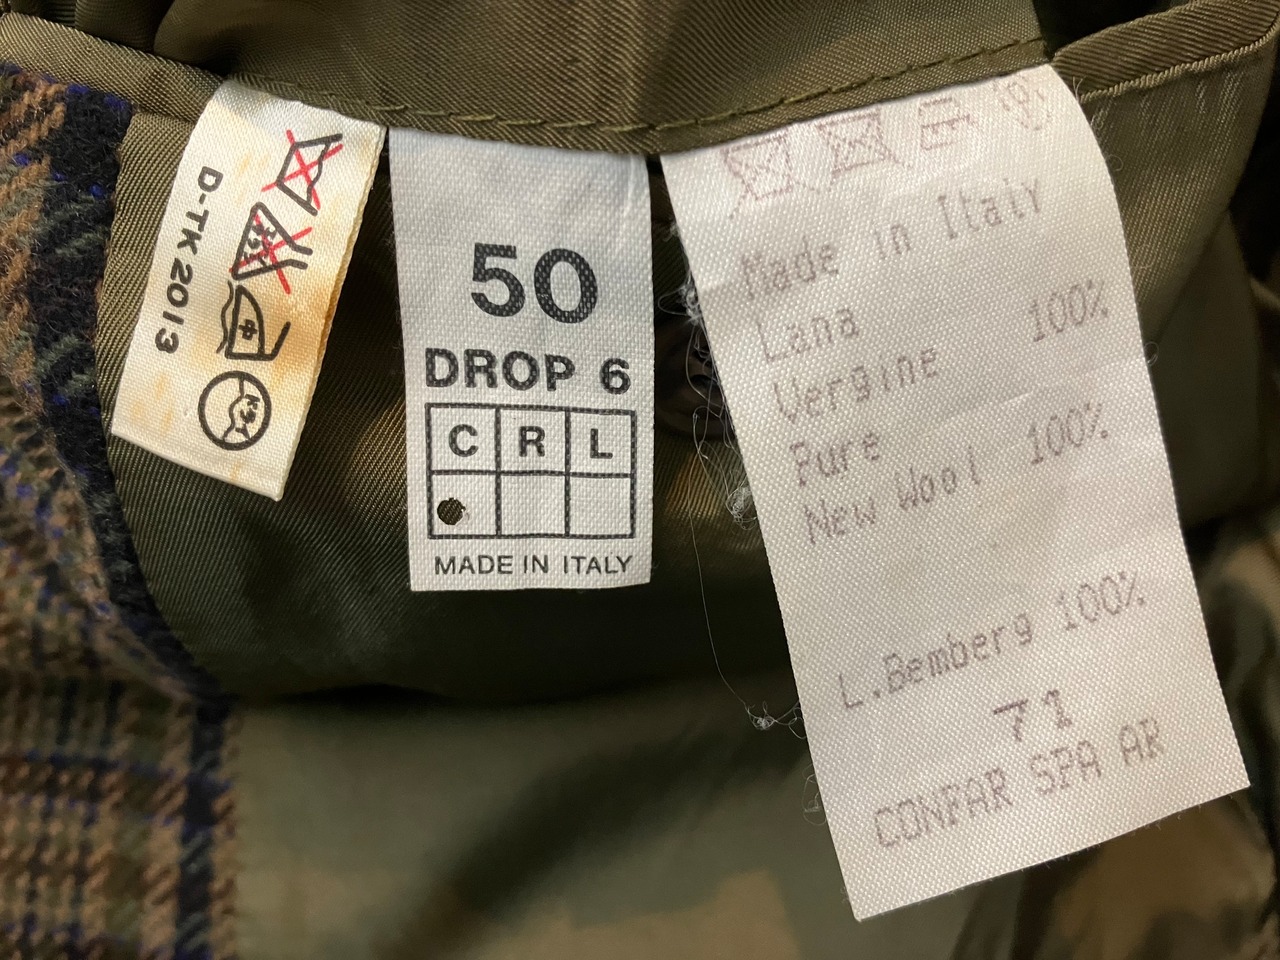 D-TK 2013
50
DROP 6
C R L
MADE IN ITALY
Made in Italy
Lana
Vergine 100%
Pure
New Wool 100%
L.Bemberg 100%
71
CONFAR SPA AR